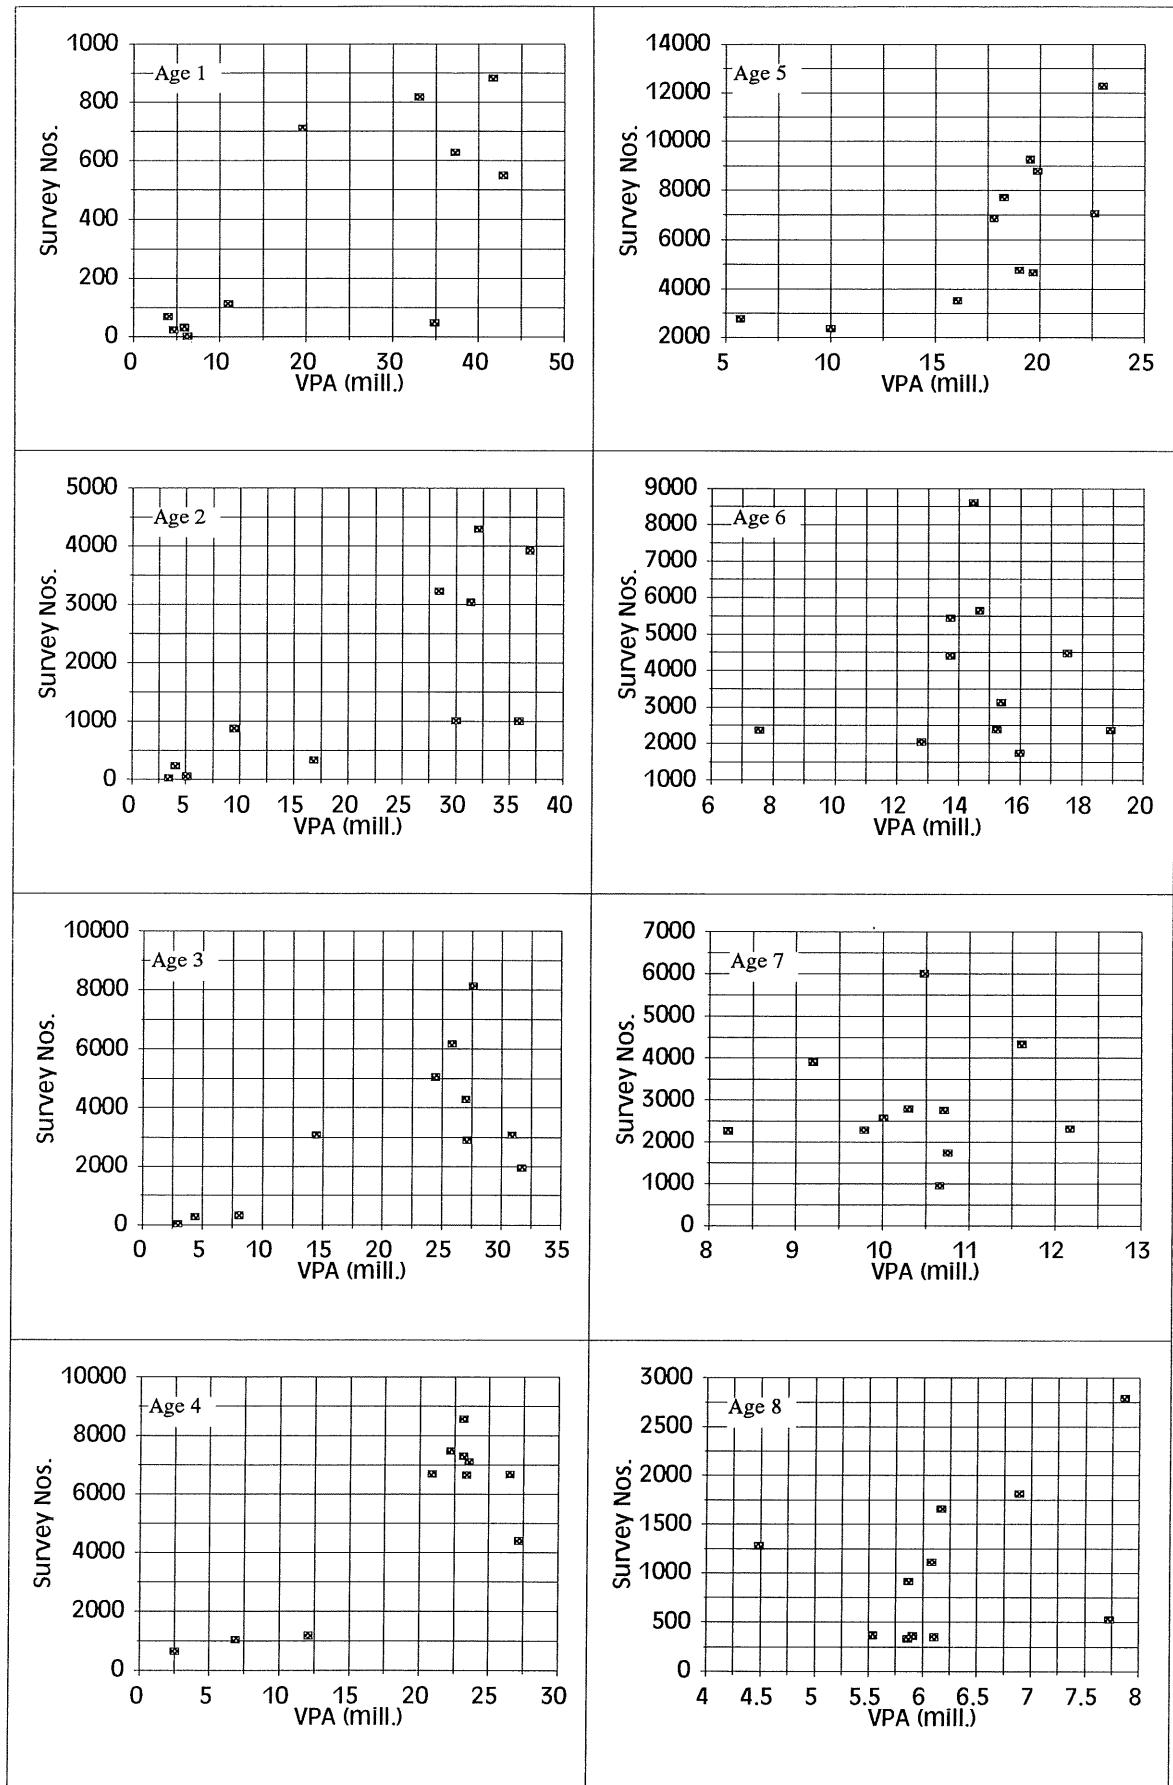 Age 1
Survey Nos.
1000
800
600
400
200
0
0 10 20 30 40 50
VPA (mill.)
Age 5
Survey Nos.
14000
12000
10000
8000
6000
4000
2000
5 10 15 20 25
VPA (mill.)
Age 2
Survey Nos.
5000
4000
3000
2000
1000
0
0 5 10 15 20 25 30 35 40
VPA (mill.)
Age 6
Survey Nos.
9000
8000
7000
6000
5000
4000
3000
2000
1000
6 8 10 12 14 16 18 20
VPA (mill.)
Age 3
Survey Nos.
10000
8000
6000
4000
2000
0
0 5 10 15 20 25 30 35
VPA (mill.)
Age 7
Survey Nos.
7000
6000
5000
4000
3000
2000
1000
0
8 9 10 11 12 13
VPA (mill.)
Age 4
Survey Nos.
10000
8000
6000
4000
2000
0
0 5 10 15 20 25 30
VPA (mill.)
Age 8
Survey Nos.
3000
2500
2000
1500
1000
500
0
4 4.5 5 5.5 6 6.5 7 7.5 8
VPA (mill.)